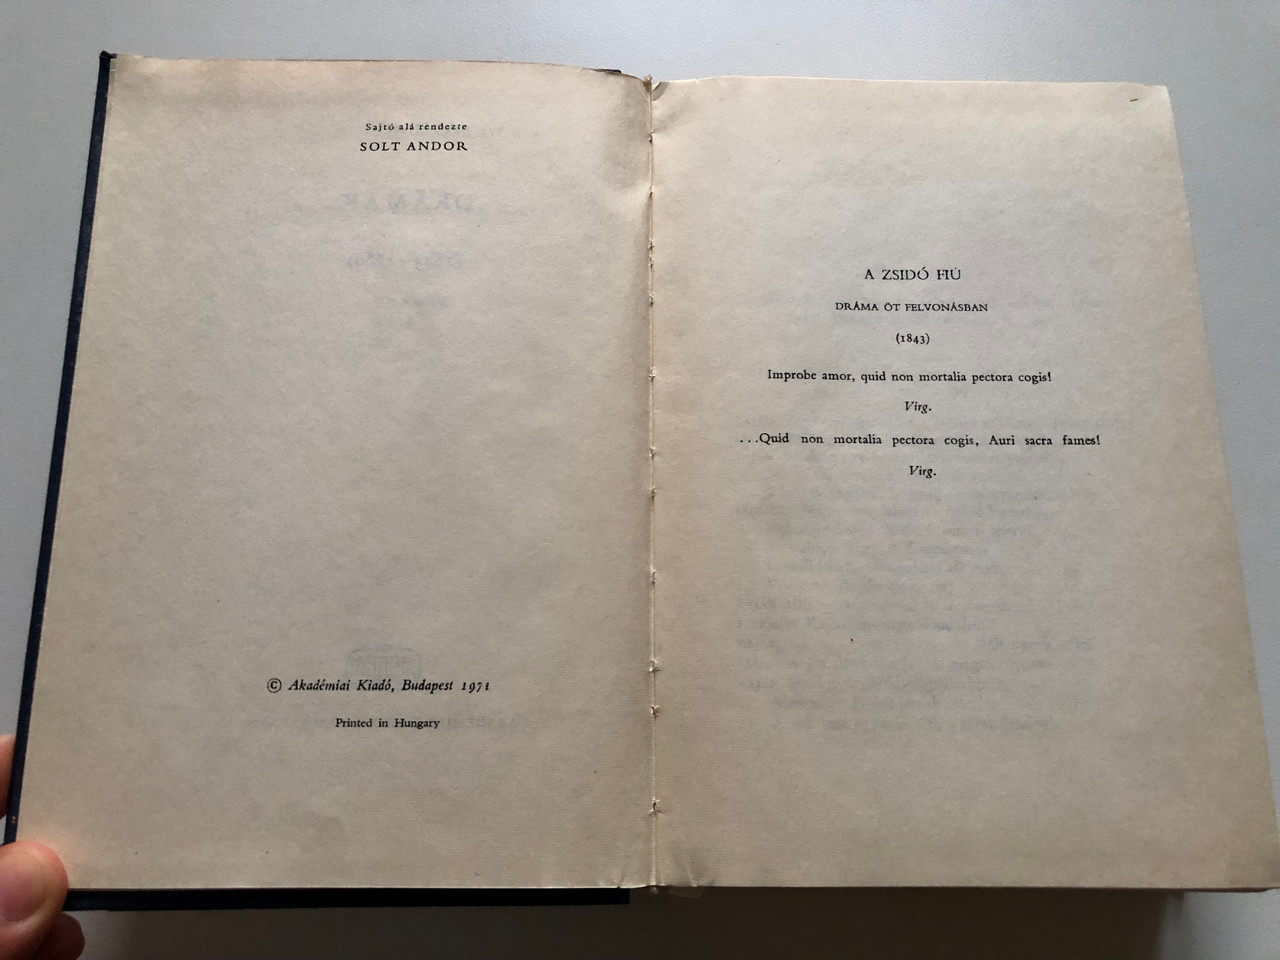 Sajtó alá rendezte
SOLT ANDOR
© Akadémiai Kiadó, Budapest 1971
Printed in Hungary
A ZSIDÓ FIÚ
DRÁMA ÖT FELVONÁSBAN
(1843)
Improbe amor, quid non mortalia pectora cogis!
Virg.
...Quid non mortalia pectora cogis, Auri sacra fames!
Virg.